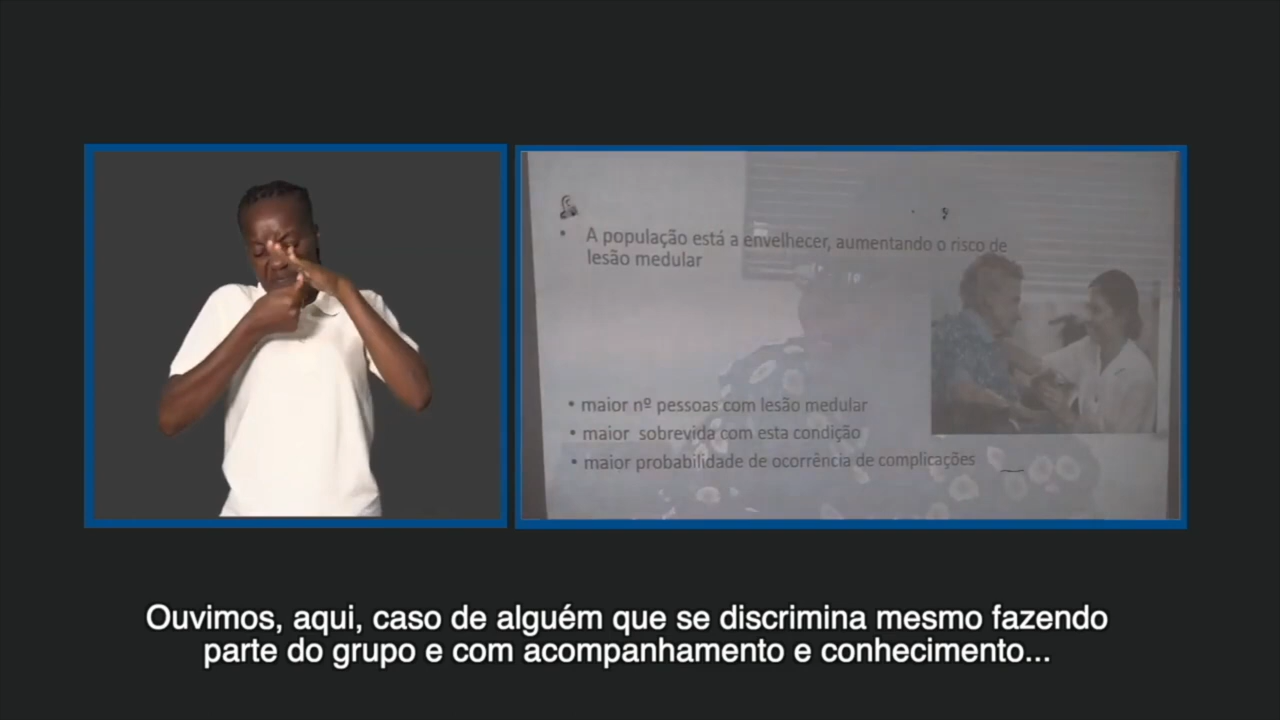 • A população está a envelhecer, aumentando o risco de
lesão medular
• maior nº pessoas com lesão medular
• maior sobrevida com esta condição
• maior probabilidade de ocorrência de complicações
Ouvimos, aqui, caso de alguém que se discrimina mesmo fazendo
parte do grupo e com acompanhamento e conhecimento...